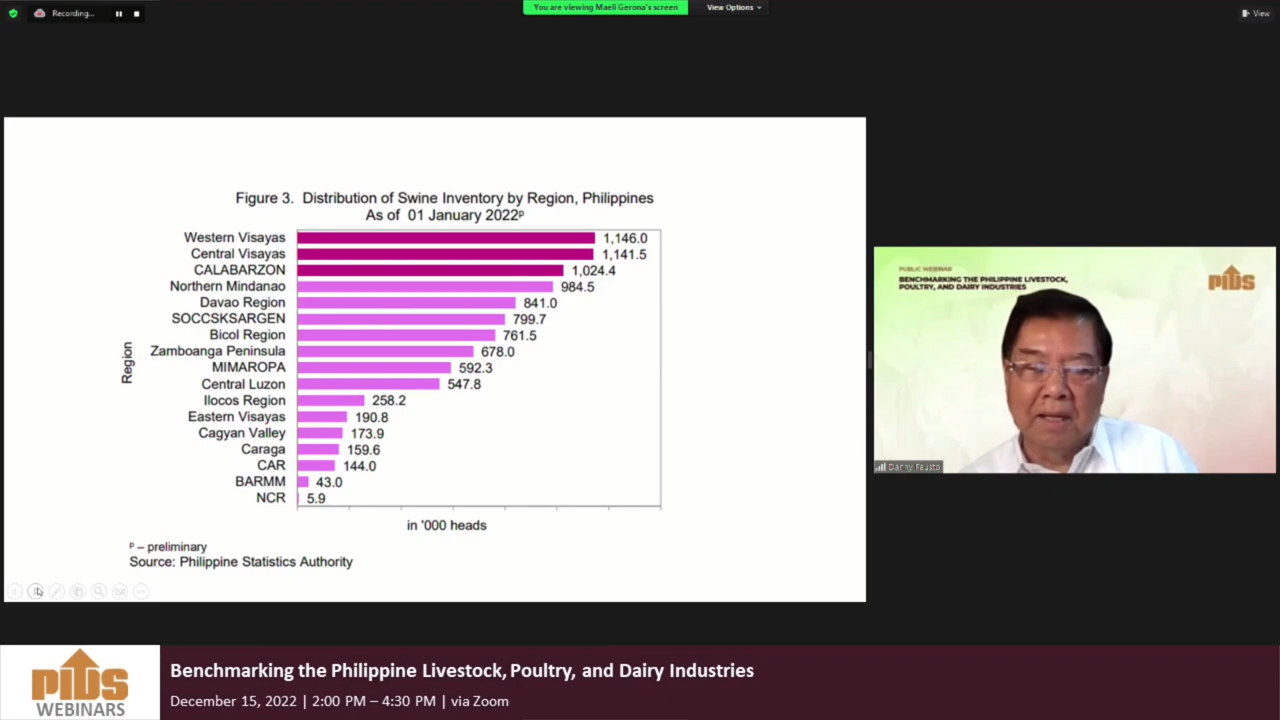 Recording...
You are viewing Maeli Gerona's screen
View Options
View
Figure 3. Distribution of Swine Inventory by Region, Philippines
As of 01 January 2022ᵖ
Region
Western Visayas 1,146.0
Central Visayas 1,141.5
CALABARZON 1,024.4
Northern Mindanao 984.5
Davao Region 841.0
SOCCSKSARGEN 799.7
Bicol Region 761.5
Zamboanga Peninsula 678.0
MIMAROPA 592.3
Central Luzon 547.8
Ilocos Region 258.2
Eastern Visayas 190.8
Cagyan Valley 173.9
Caraga 159.6
CAR 144.0
BARMM 43.0
NCR 5.9
in '000 heads
ᵖ – preliminary
Source: Philippine Statistics Authority
PUBLIC WEBINAR
BENCHMARKING THE PHILIPPINE LIVESTOCK,
POULTRY, AND DAIRY INDUSTRIES
PIDS
Danny Fausto
PIDS
WEBINARS
Benchmarking the Philippine Livestock, Poultry, and Dairy Industries
December 15, 2022 | 2:00 PM – 4:30 PM | via Zoom